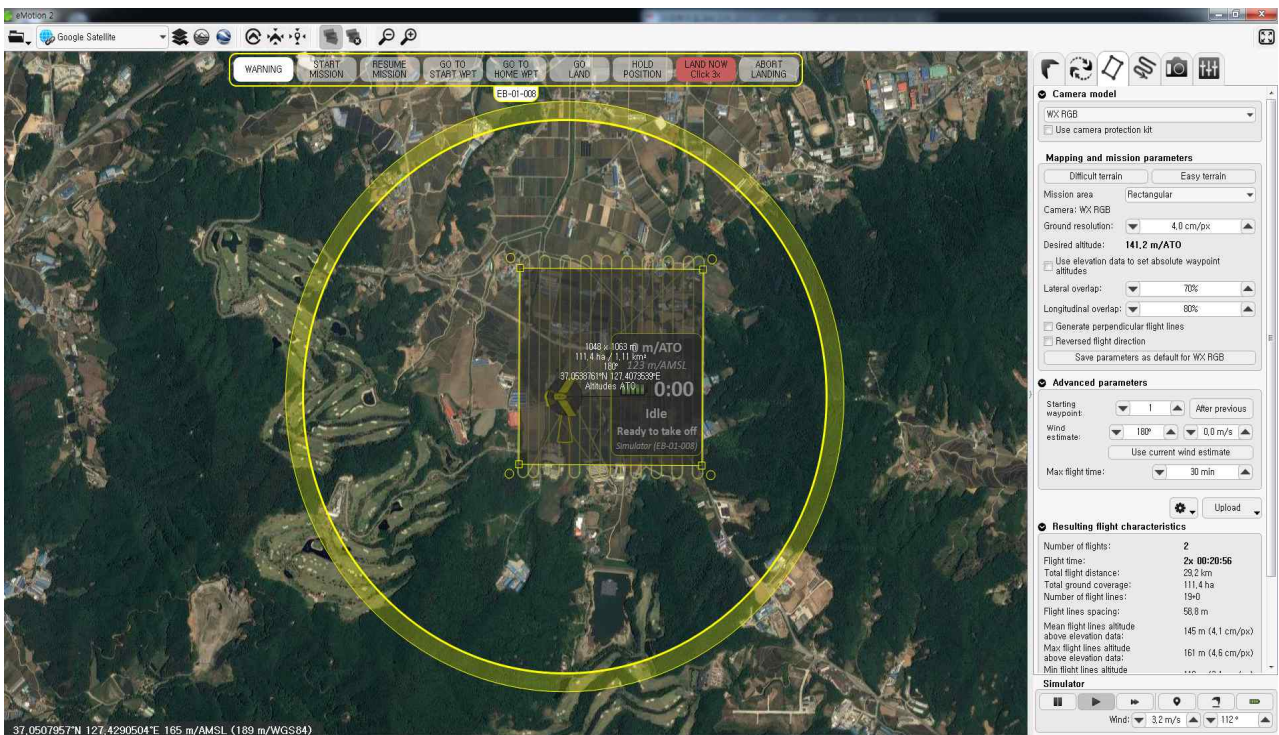 eMotion 2
Google Satellite
WARNING
START MISSION
RESUME MISSION
GO TO START WPT
GO TO HOME WPT
GO LAND
HOLD POSITION
LAND NOW Click 3x
ABORT LANDING
EB-01-008
1048 x 1063 m
111,4 ha / 1,11 km²
180°
37,0538761°N 127,4073539°E
Altitudes ATO
m/ATO
123 m/AMSL
0:00
Idle
Ready to take off
Simulator (EB-01-008)
37,0507957°N 127,4290504°E 165 m/AMSL (189 m/WGS84)
Camera model
WX RGB
Use camera protection kit
Mapping and mission parameters
Difficult terrain Easy terrain
Mission area Rectangular
Camera: WX RGB
Ground resolution: 4,0 cm/px
Desired altitude: 141,2 m/ATO
Use elevation data to set absolute waypoint
altitudes
Lateral overlap: 70%
Longitudinal overlap: 80%
Generate perpendicular flight lines
Reversed flight direction
Save parameters as default for WX RGB
Advanced parameters
Starting
waypoint: 1 After previous
Wind
estimate: 180° 0,0 m/s
Use current wind estimate
Max flight time: 30 min
Upload
Resulting flight characteristics
Number of flights: 2
Flight time: 2x 00:20:56
Total flight distance: 29,2 km
Total ground coverage: 111,4 ha
Number of flight lines: 19+0
Flight lines spacing: 58,8 m
Mean flight lines altitude
above elevation data: 145 m (4,1 cm/px)
Max flight lines altitude
above elevation data: 161 m (4,6 cm/px)
Min flight lines altitude
Simulator
Wind: 3,2 m/s 112°